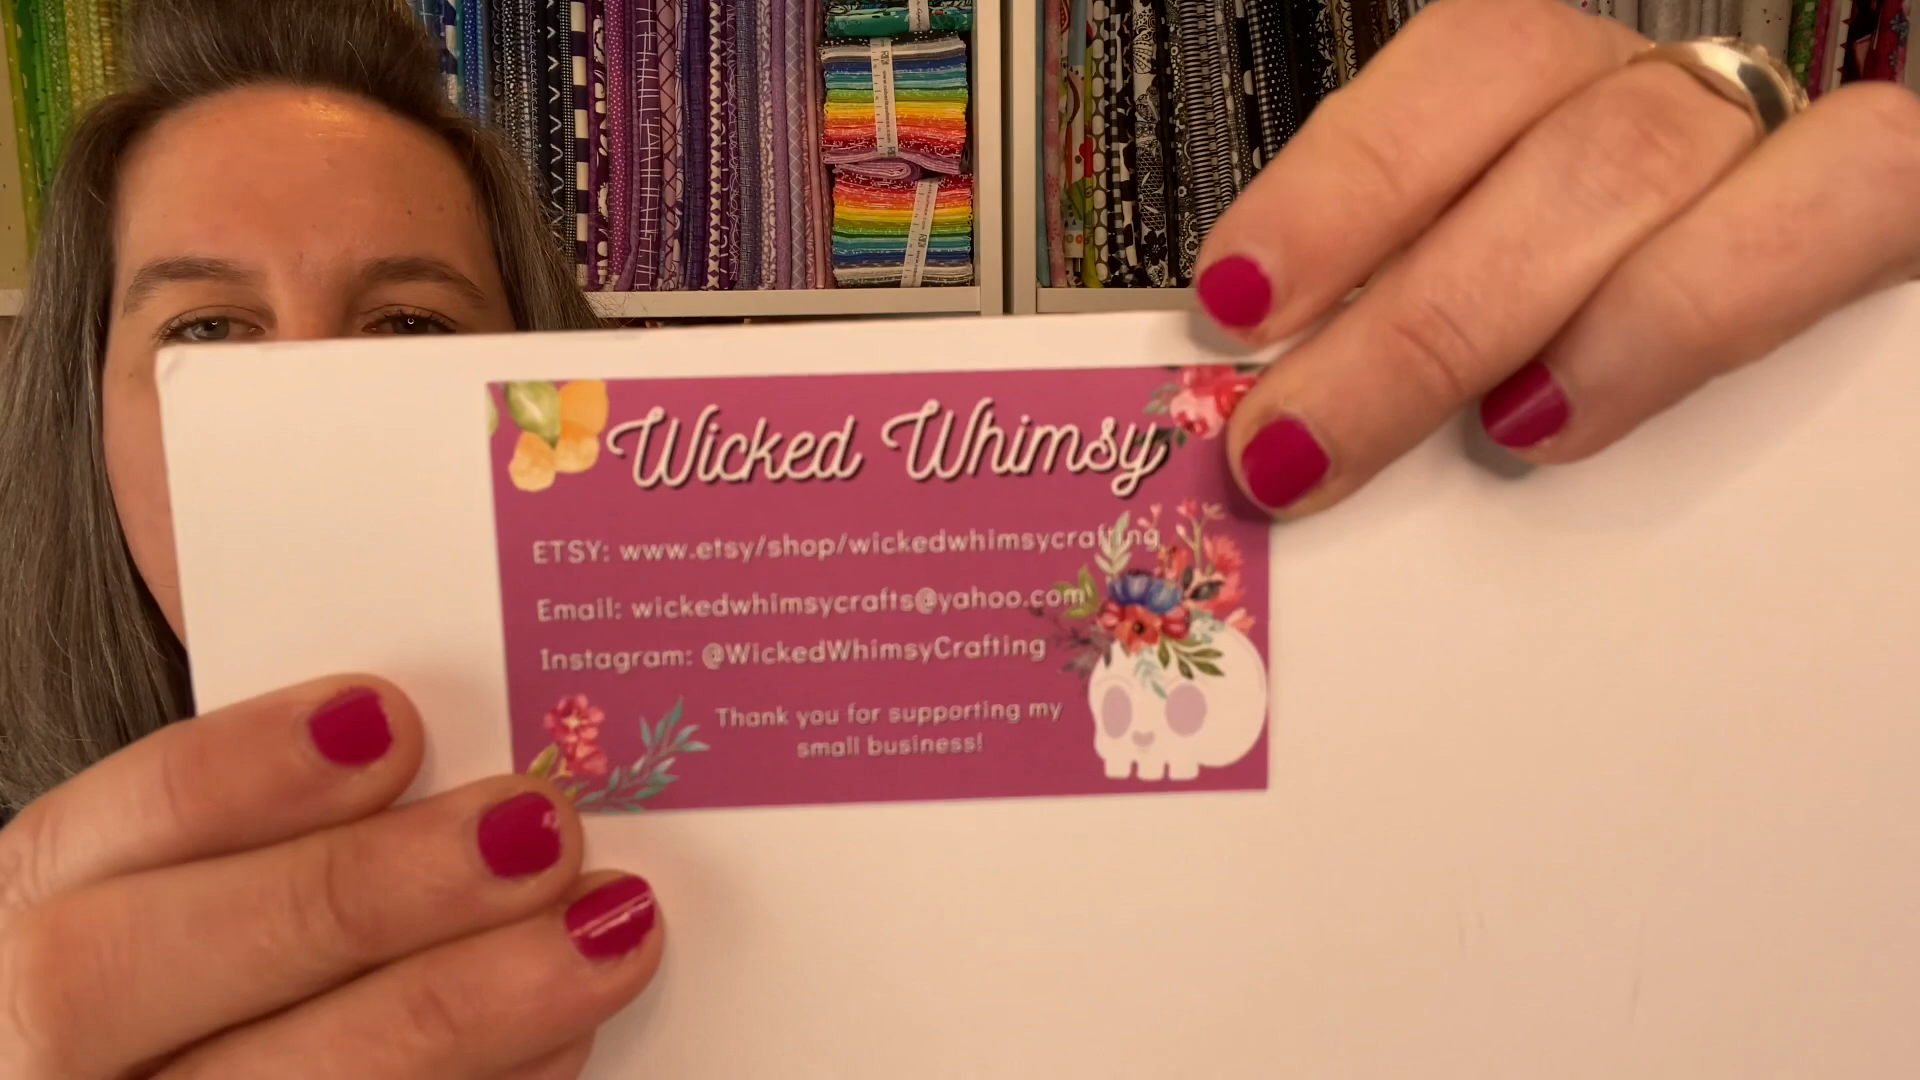 Wicked Whimsy
ETSY: www.etsy/shop/wickedwhimsycrafting
Email: wickedwhimsycrafts@yahoo.com
Instagram: @WickedWhimsyCrafting
Thank you for supporting my
small business!